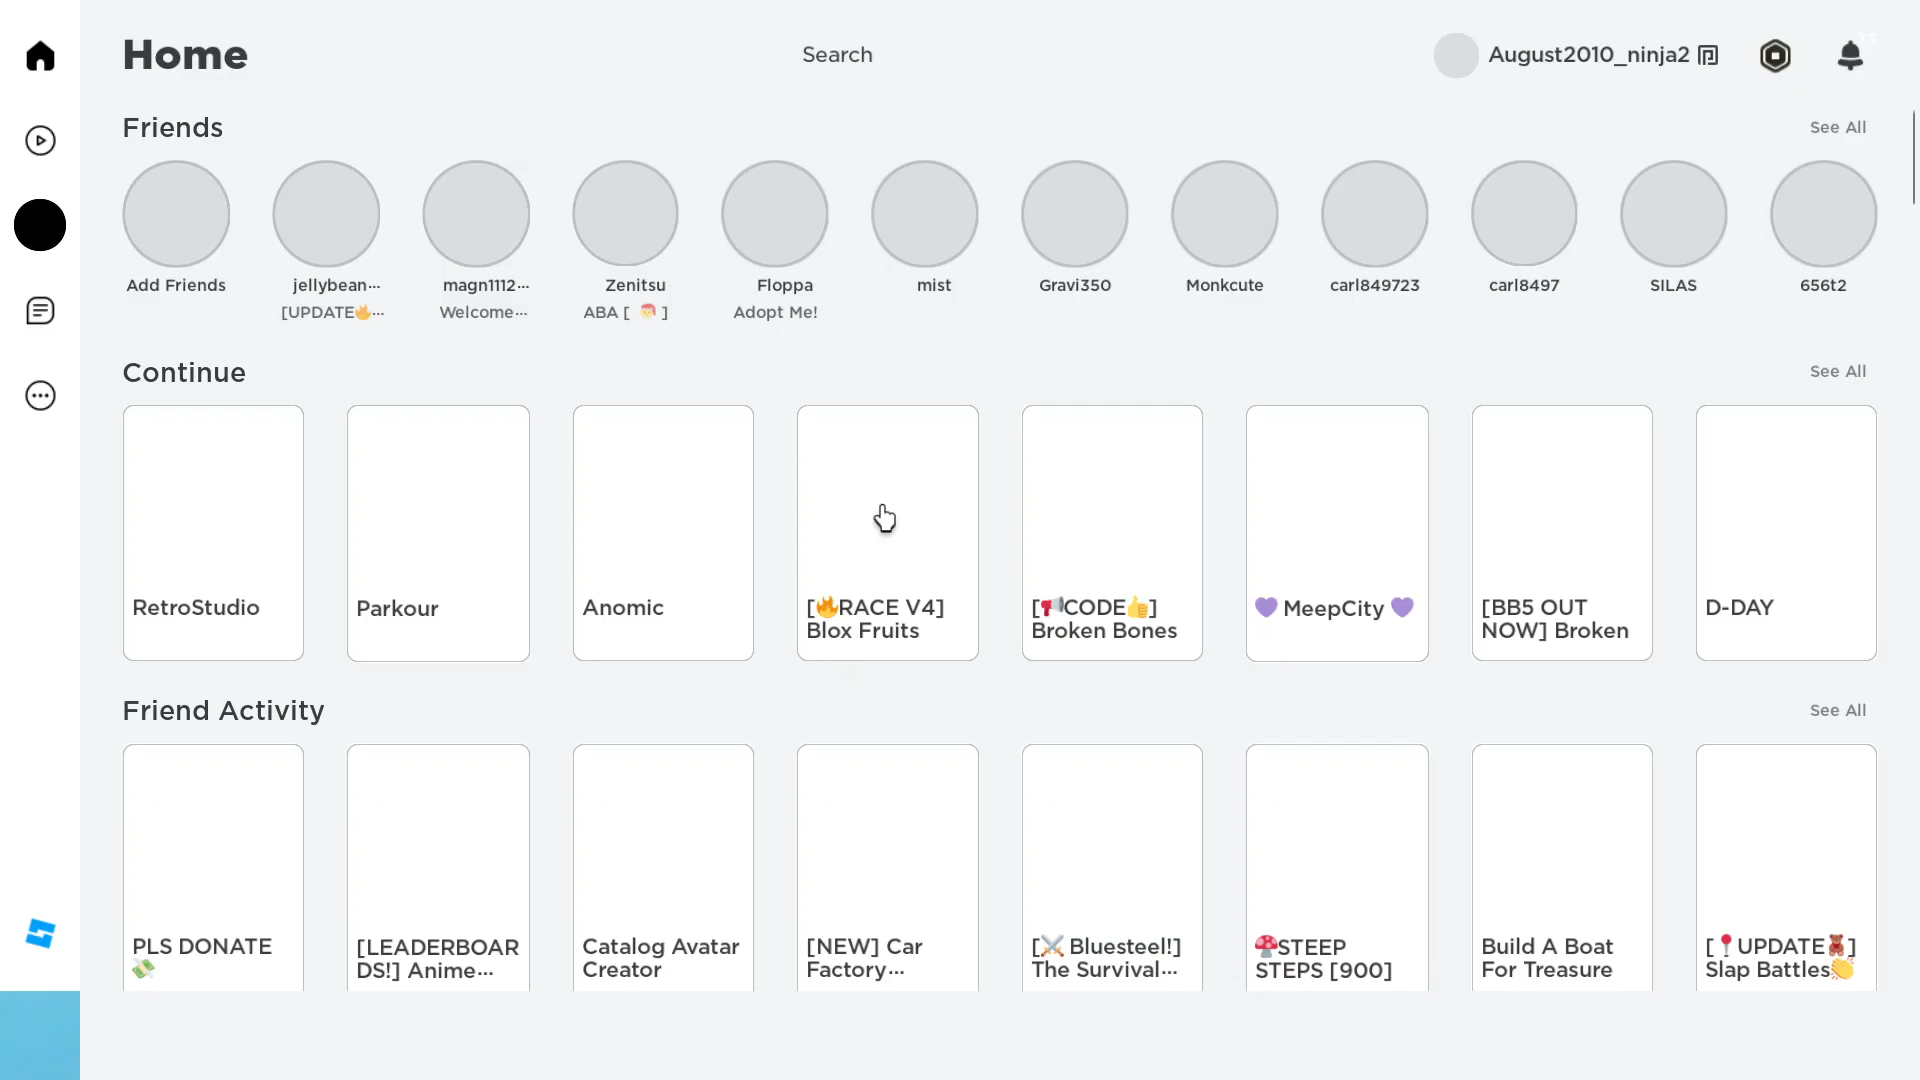 Home
Search
August2010_ninja2
Friends
See All
Add Friends
jellybean...
magn1112...
Zenitsu
Floppa
mist
Gravi350
Monkcute
carl849723
carl8497
SILAS
656t2
[UPDATE🔥...
Welcome...
ABA [ 🎅 ]
Adopt Me!
Continue
See All
RetroStudio
Parkour
Anomic
[🔥RACE V4]
Blox Fruits
[📢CODE👍]
Broken Bones
💜 MeepCity 💜
[BB5 OUT
NOW] Broken
D-DAY
Friend Activity
See All
PLS DONATE
💸
[LEADERBOAR
DS!] Anime...
Catalog Avatar
Creator
[NEW] Car
Factory...
[⚔️ Bluesteel!]
The Survival...
🍄STEEP
STEPS [900]
Build A Boat
For Treasure
[📍UPDATE🧸]
Slap Battles👏